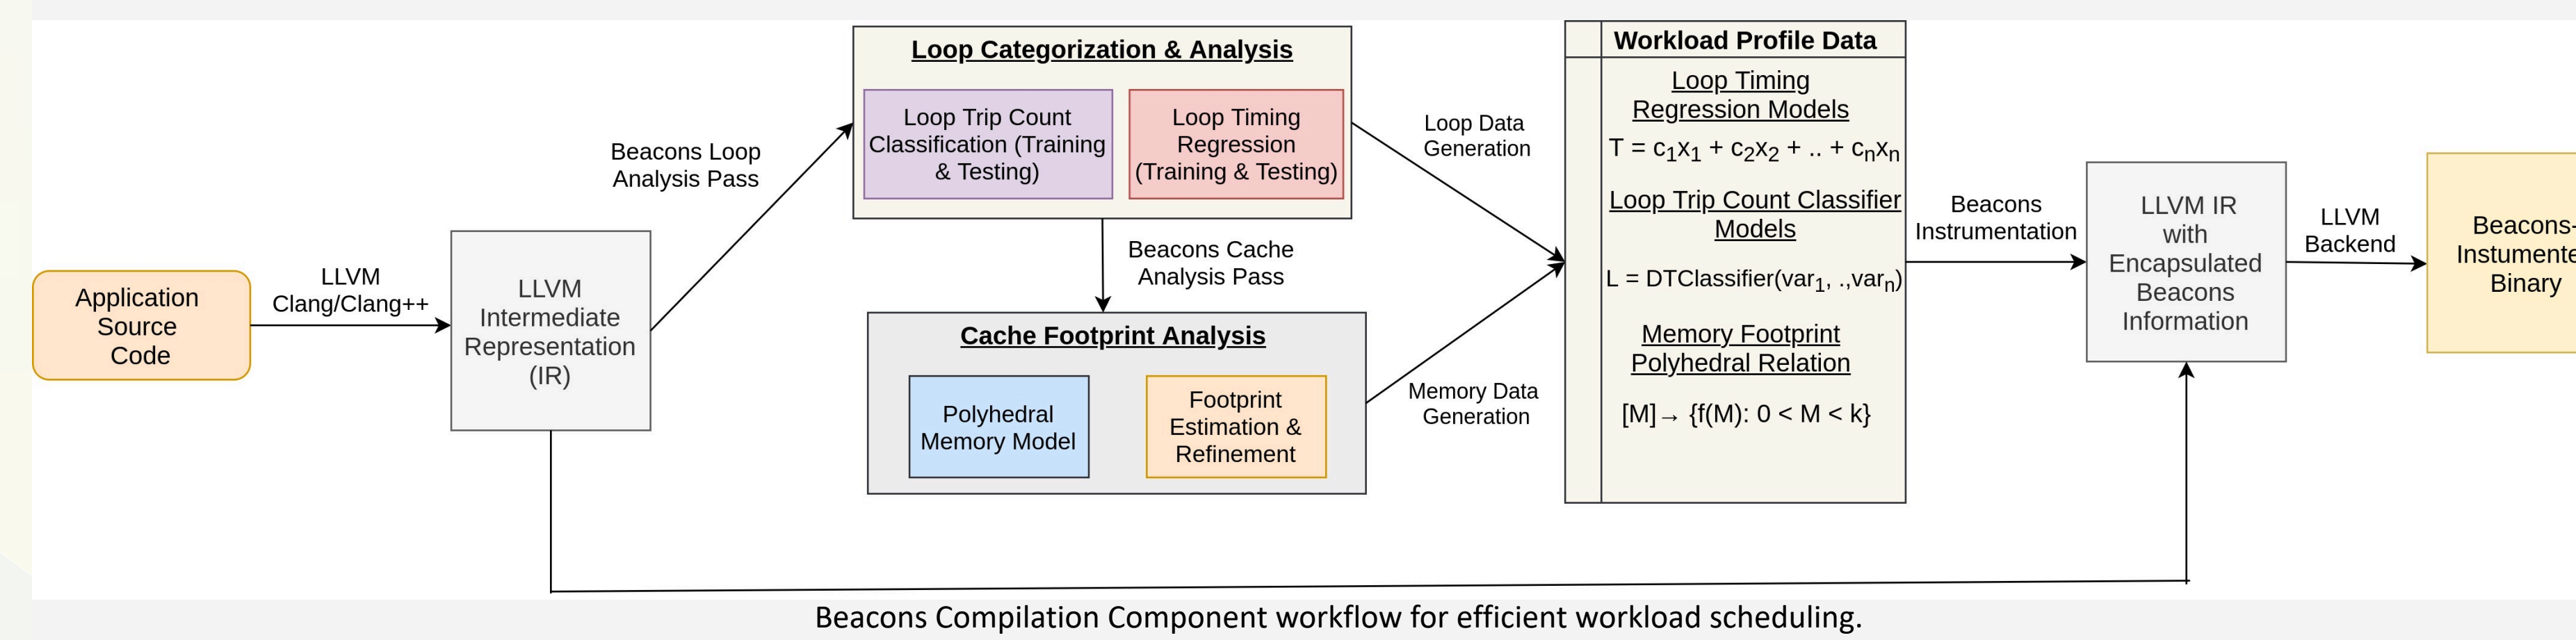 Application
Source
Code
LLVM
Clang/Clang++
LLVM
Intermediate
Representation
(IR)
Beacons Loop
Analysis Pass
Loop Categorization & Analysis
Loop Trip Count
Classification (Training
& Testing)
Loop Timing
Regression
(Training & Testing)
Beacons Cache
Analysis Pass
Cache Footprint Analysis
Polyhedral
Memory Model
Footprint
Estimation &
Refinement
Loop Data
Generation
Memory Data
Generation
Workload Profile Data
Loop Timing
Regression Models
T = c₁x₁ + c₂x₂ + .. + cₙxₙ
Loop Trip Count Classifier
Models
L = DTClassifier(var₁, .,varₙ)
Memory Footprint
Polyhedral Relation
[M]→ {f(M): 0 < M < k}
Beacons
Instrumentation
LLVM IR
with
Encapsulated
Beacons
Information
LLVM
Backend
Beacons-
Instumente
Binary
Beacons Compilation Component workflow for efficient workload scheduling.